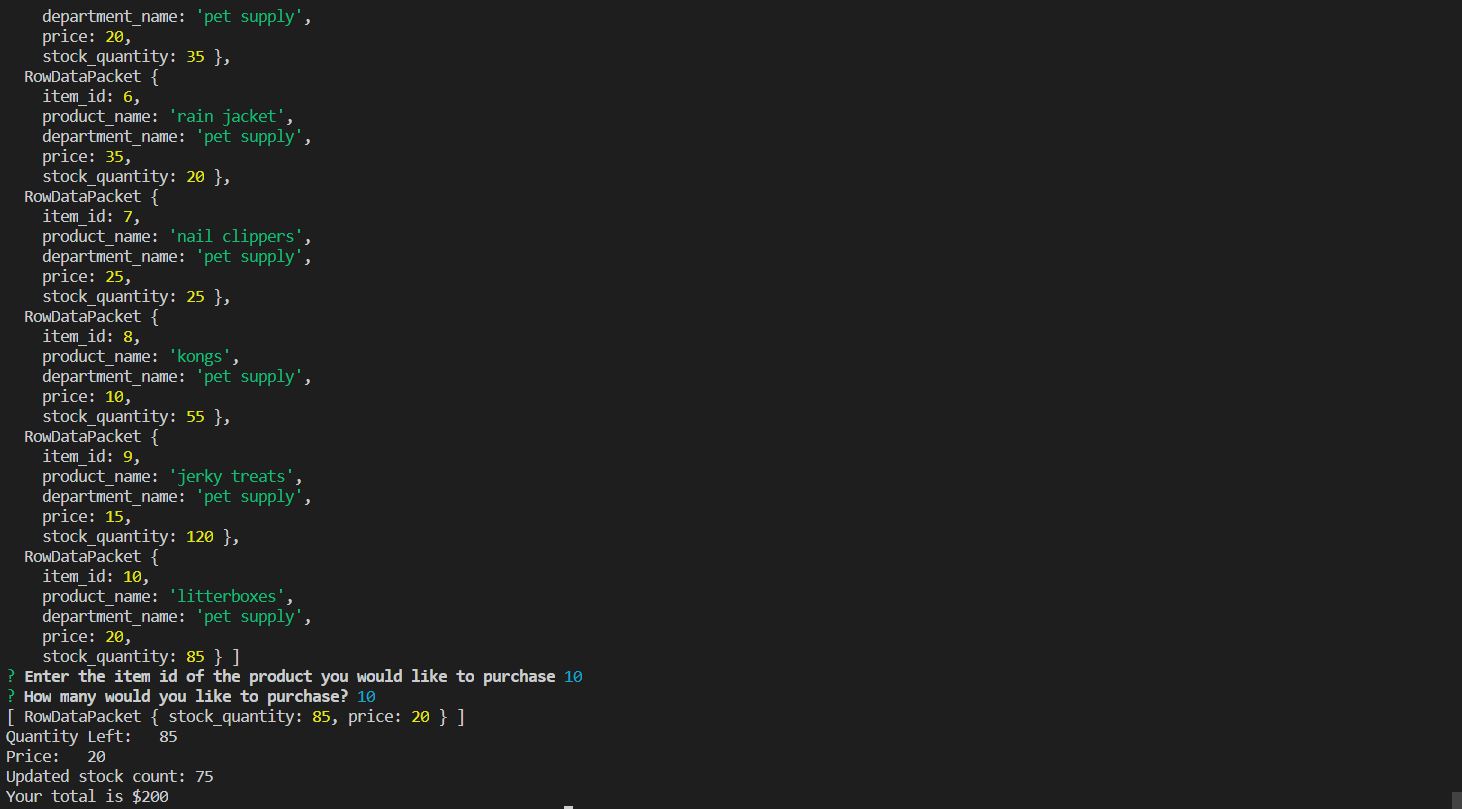 department_name: 'pet supply',
    price: 20,
    stock_quantity: 35 },
  RowDataPacket {
    item_id: 6,
    product_name: 'rain jacket',
    department_name: 'pet supply',
    price: 35,
    stock_quantity: 20 },
  RowDataPacket {
    item_id: 7,
    product_name: 'nail clippers',
    department_name: 'pet supply',
    price: 25,
    stock_quantity: 25 },
  RowDataPacket {
    item_id: 8,
    product_name: 'kongs',
    department_name: 'pet supply',
    price: 10,
    stock_quantity: 55 },
  RowDataPacket {
    item_id: 9,
    product_name: 'jerky treats',
    department_name: 'pet supply',
    price: 15,
    stock_quantity: 120 },
  RowDataPacket {
    item_id: 10,
    product_name: 'litterboxes',
    department_name: 'pet supply',
    price: 20,
    stock_quantity: 85 } ]
? Enter the item id of the product you would like to purchase 10
? How many would you like to purchase? 10
[ RowDataPacket { stock_quantity: 85, price: 20 } ]
Quantity Left:   85
Price:   20
Updated stock count: 75
Your total is $200